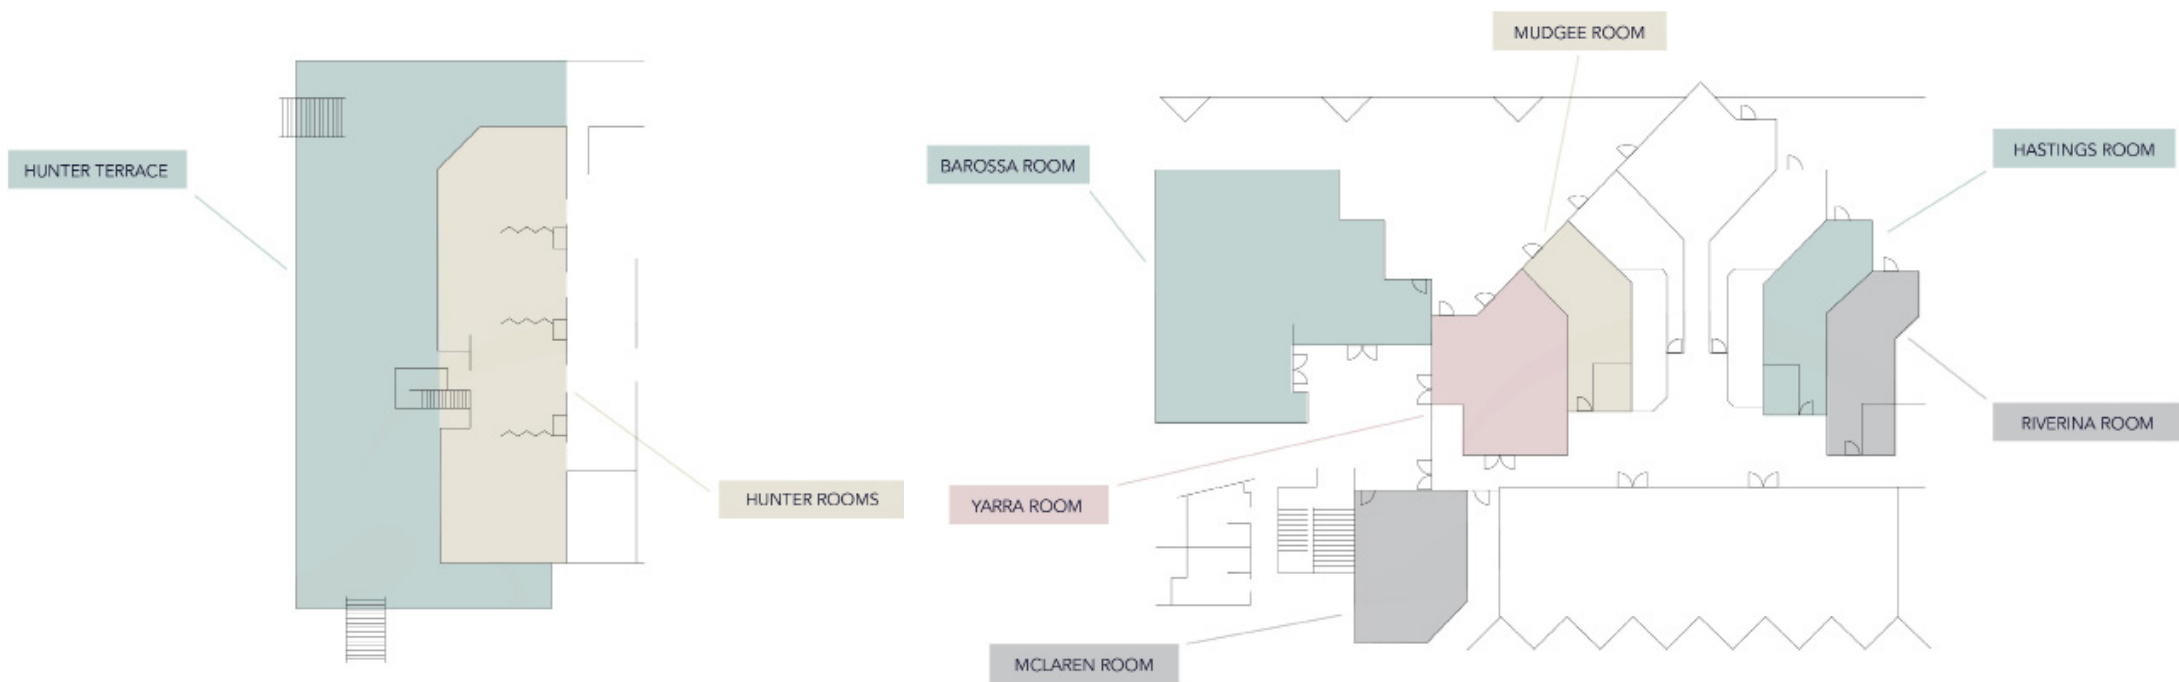 MUDGEE ROOM
HUNTER TERRACE
BAROSSA ROOM
HASTINGS ROOM
RIVERINA ROOM
HUNTER ROOMS
YARRA ROOM
MCLAREN ROOM